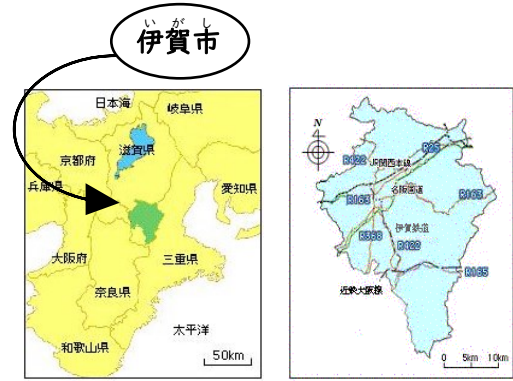 いがし
伊賀市
日本海
岐阜県
滋賀県
京都府
兵庫県
愛知県
大阪府
三重県
奈良県
太平洋
和歌山県
50km
N
R25
R422
JR関西本線
名阪国道
R163
R163
伊賀鉄道
R368
R422
R165
近鉄大阪線
0 5km 10km